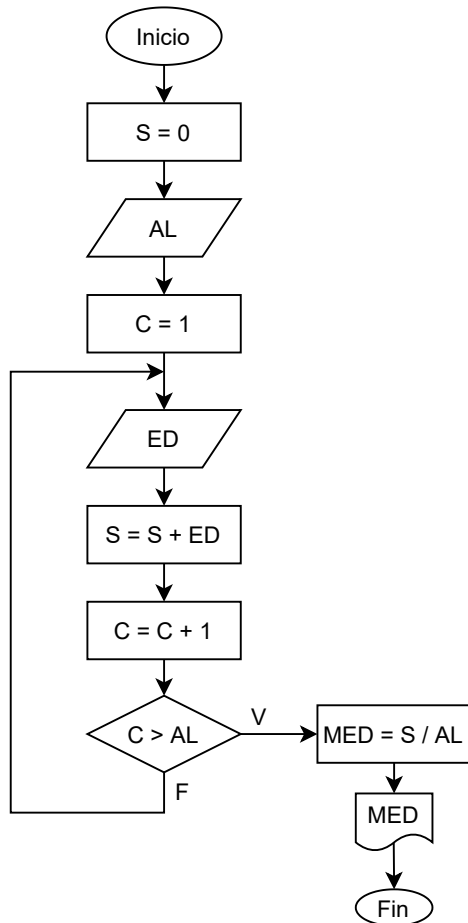 Inicio
S = 0
AL
C = 1
ED
S = S + ED
C = C + 1
C > AL
V
F
MED = S / AL
MED
Fin